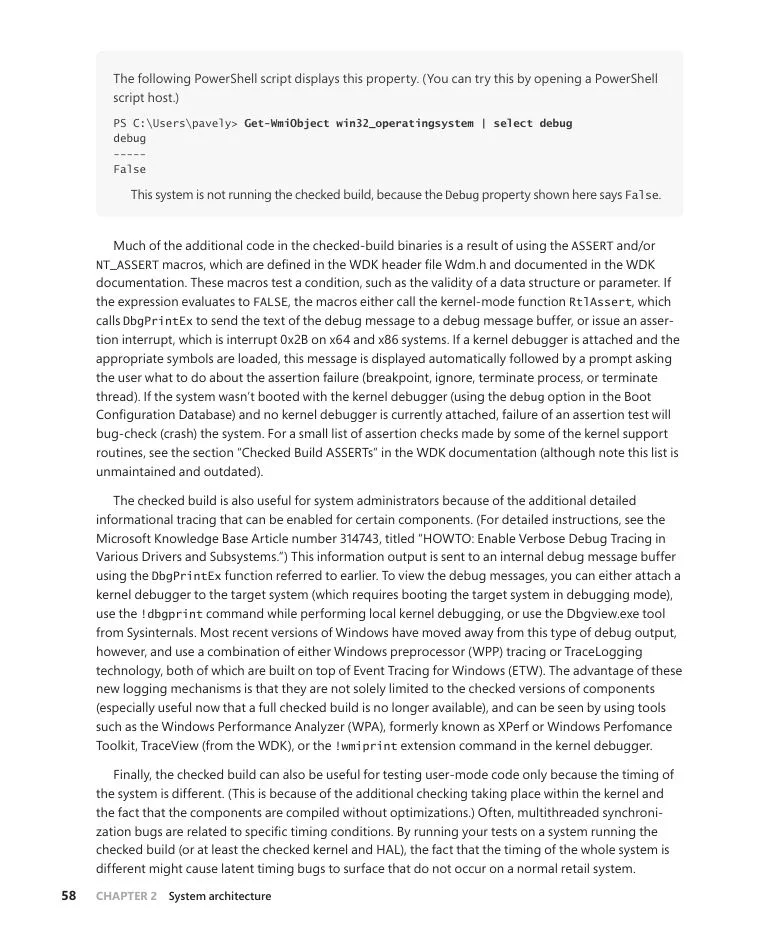 The following PowerShell script displays this property. (You can try this by opening a PowerShell
script host.)
PS C:\Users\pavely> Get-WmiObject win32_operatingsystem | select debug
debug
-----
False
This system is not running the checked build, because the Debug property shown here says False.
Much of the additional code in the checked-build binaries is a result of using the ASSERT and/or
NT_ASSERT macros, which are defined in the WDK header file Wdm.h and documented in the WDK
documentation. These macros test a condition, such as the validity of a data structure or parameter. If
the expression evaluates to FALSE, the macros either call the kernel-mode function RtlAssert, which
calls DbgPrintEx to send the text of the debug message to a debug message buffer, or issue an asser-
tion interrupt, which is interrupt 0x2B on x64 and x86 systems. If a kernel debugger is attached and the
appropriate symbols are loaded, this message is displayed automatically followed by a prompt asking
the user what to do about the assertion failure (breakpoint, ignore, terminate process, or terminate
thread). If the system wasn't booted with the kernel debugger (using the debug option in the Boot
Configuration Database) and no kernel debugger is currently attached, failure of an assertion test will
bug-check (crash) the system. For a small list of assertion checks made by some of the kernel support
routines, see the section "Checked Build ASSERTs" in the WDK documentation (although note this list is
unmaintained and outdated).
The checked build is also useful for system administrators because of the additional detailed
informational tracing that can be enabled for certain components. (For detailed instructions, see the
Microsoft Knowledge Base Article number 314743, titled "HOWTO: Enable Verbose Debug Tracing in
Various Drivers and Subsystems.") This information output is sent to an internal debug message buffer
using the DbgPrintEx function referred to earlier. To view the debug messages, you can either attach a
kernel debugger to the target system (which requires booting the target system in debugging mode),
use the !dbgprint command while performing local kernel debugging, or use the Dbgview.exe tool
from Sysinternals. Most recent versions of Windows have moved away from this type of debug output,
however, and use a combination of either Windows preprocessor (WPP) tracing or TraceLogging
technology, both of which are built on top of Event Tracing for Windows (ETW). The advantage of these
new logging mechanisms is that they are not solely limited to the checked versions of components
(especially useful now that a full checked build is no longer available), and can be seen by using tools
such as the Windows Performance Analyzer (WPA), formerly known as XPerf or Windows Perfomance
Toolkit, TraceView (from the WDK), or the !wmiprint extension command in the kernel debugger.
Finally, the checked build can also be useful for testing user-mode code only because the timing of
the system is different. (This is because of the additional checking taking place within the kernel and
the fact that the components are compiled without optimizations.) Often, multithreaded synchroni-
zation bugs are related to specific timing conditions. By running your tests on a system running the
checked build (or at least the checked kernel and HAL), the fact that the timing of the whole system is
different might cause latent timing bugs to surface that do not occur on a normal retail system.
58 CHAPTER 2 System architecture